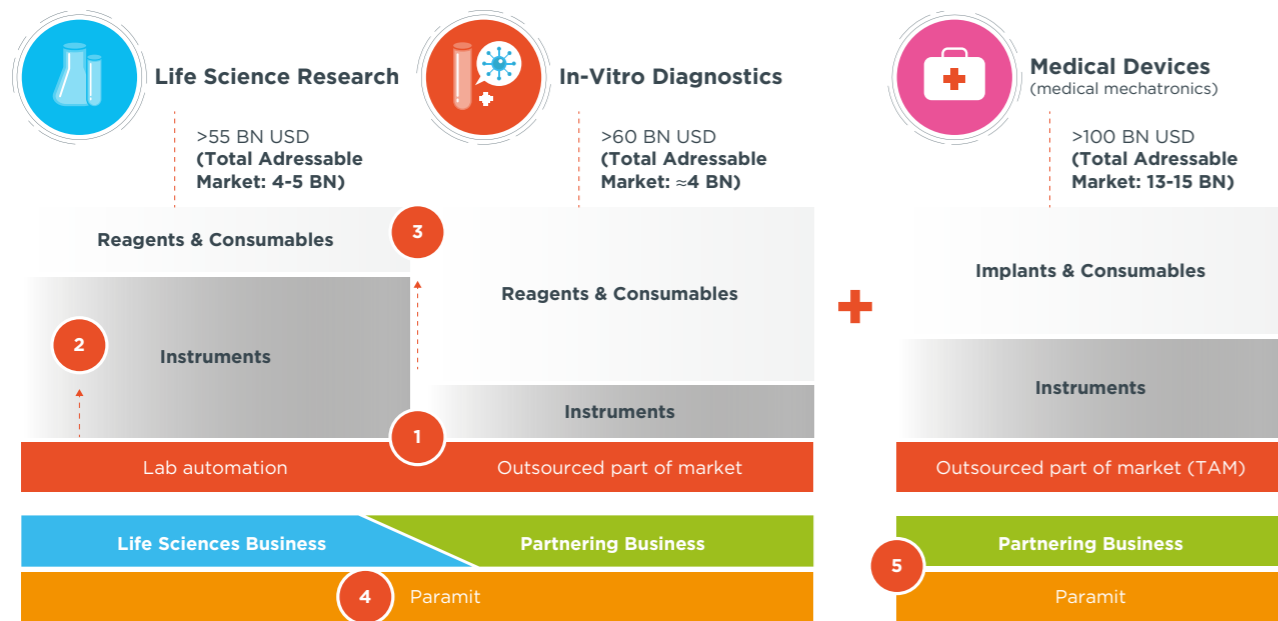 Life Science Research
>55 BN USD
(Total Adressable
Market: 4-5 BN)
In-Vitro Diagnostics
>60 BN USD
(Total Adressable
Market: ≈4 BN)
Medical Devices
(medical mechatronics)
>100 BN USD
(Total Adressable
Market: 13-15 BN)
Reagents & Consumables
3
Reagents & Consumables
Implants & Consumables
2
Instruments
Instruments
Instruments
1
Lab automation
Outsourced part of market
Outsourced part of market (TAM)
Life Sciences Business
Partnering Business
Partnering Business
4
Paramit
5
Paramit